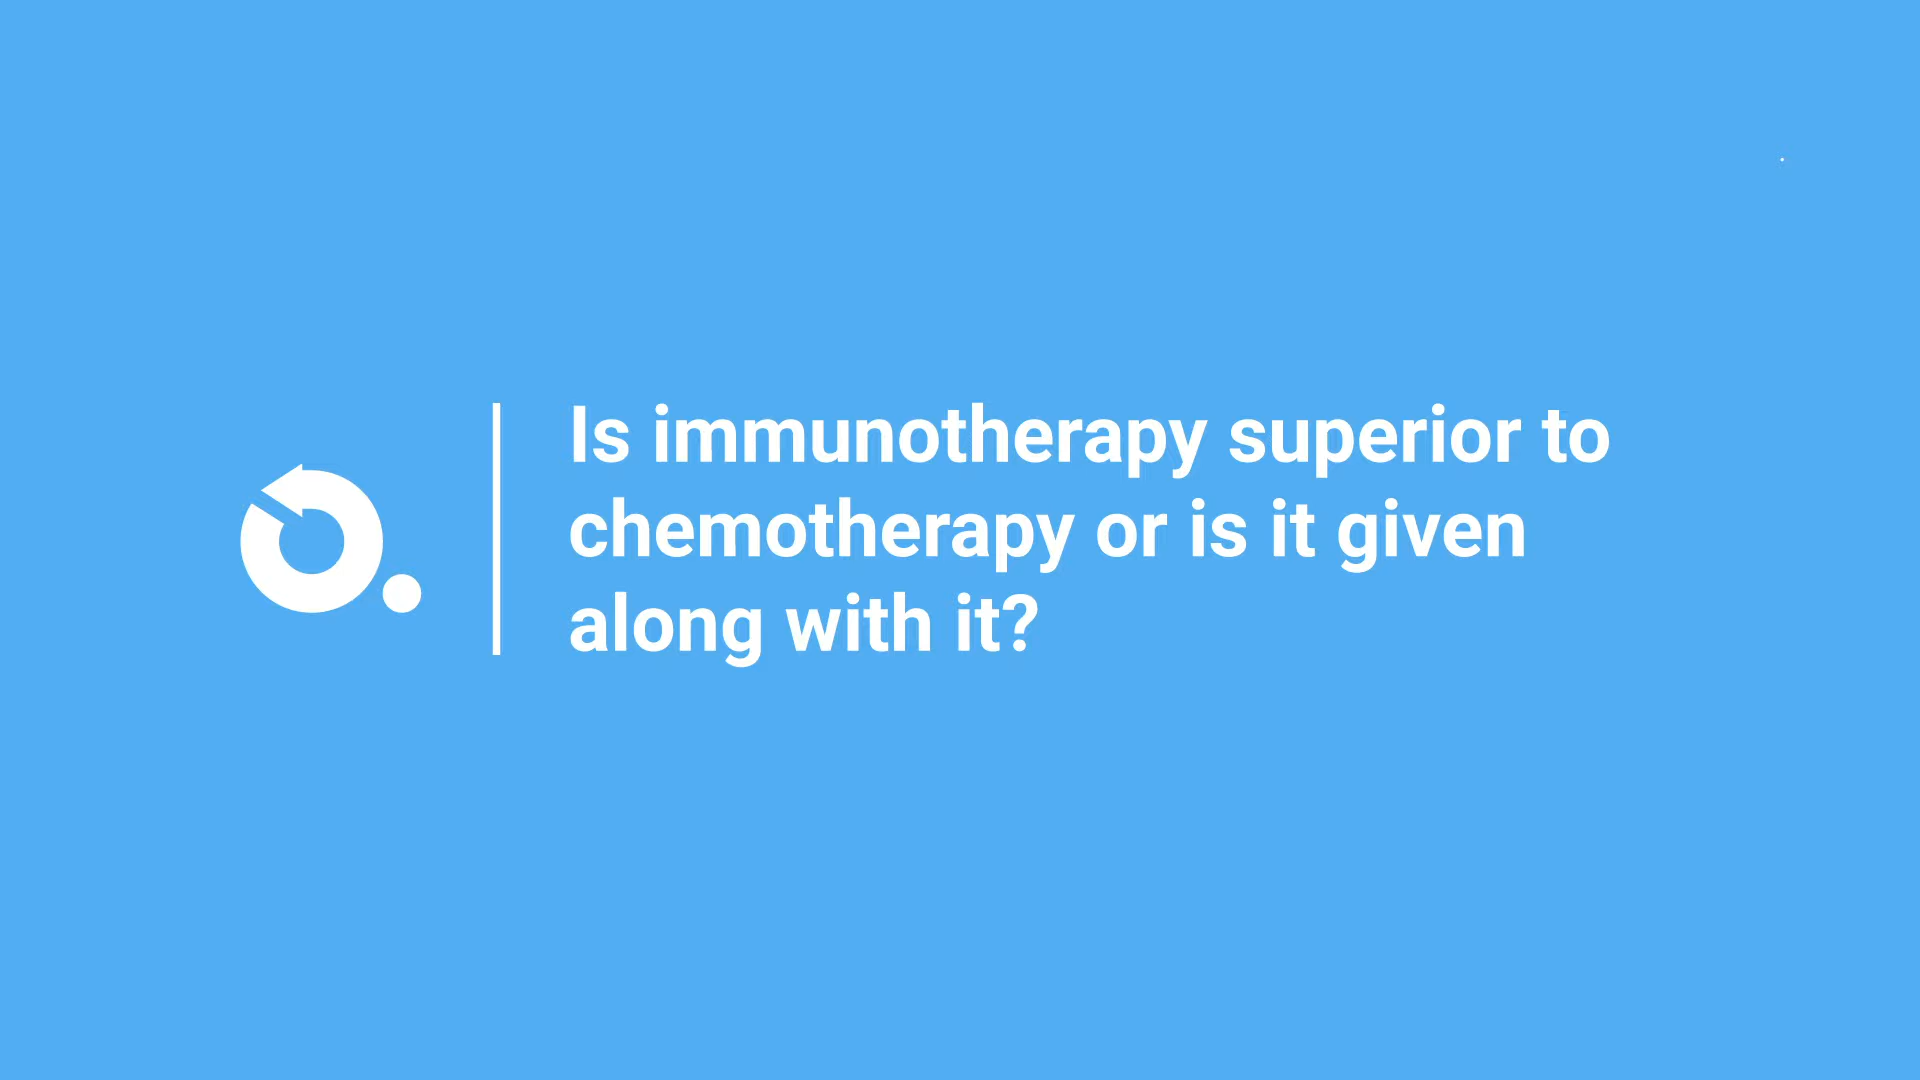 Is immunotherapy superior to
chemotherapy or is it given
along with it?